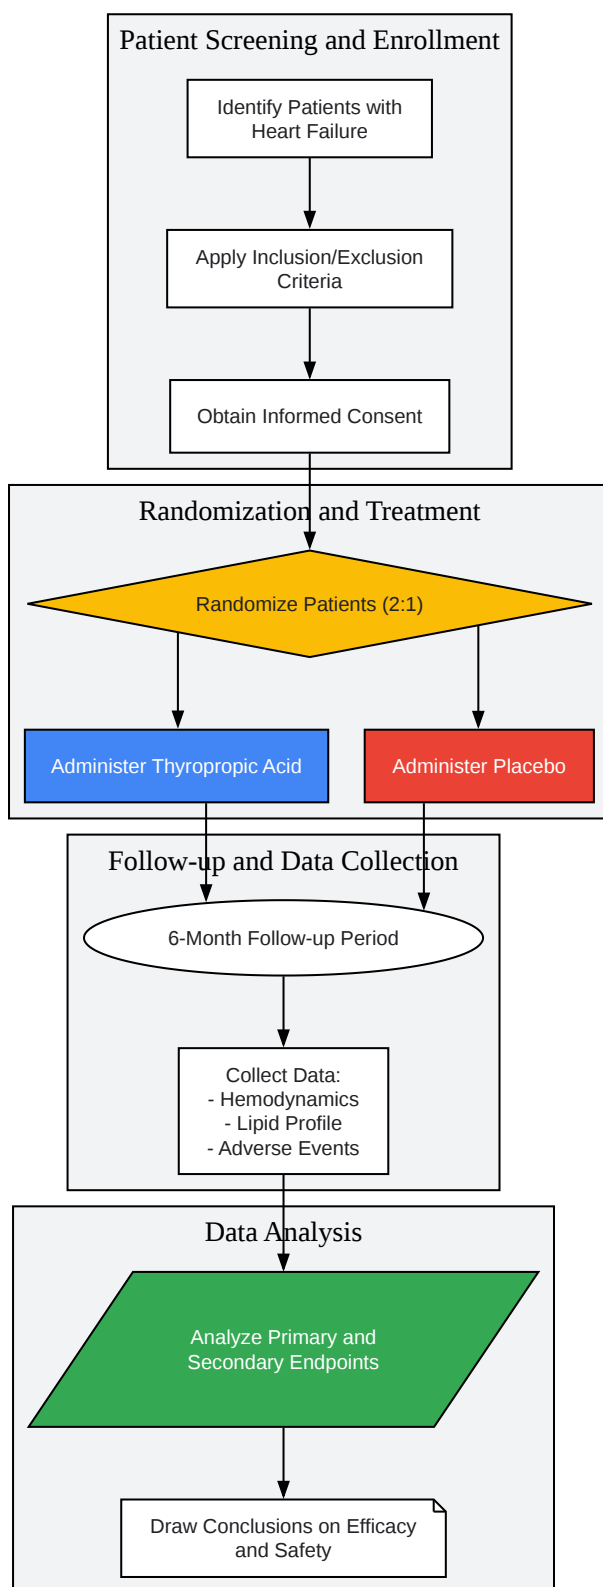 Patient Screening and Enrollment
Identify Patients with
Heart Failure
Apply Inclusion/Exclusion
Criteria
Obtain Informed Consent
Randomization and Treatment
Randomize Patients (2:1)
Administer Thyropropic Acid
Administer Placebo
Follow-up and Data Collection
6-Month Follow-up Period
Collect Data:
- Hemodynamics
- Lipid Profile
- Adverse Events
Data Analysis
Analyze Primary and
Secondary Endpoints
Draw Conclusions on Efficacy
and Safety